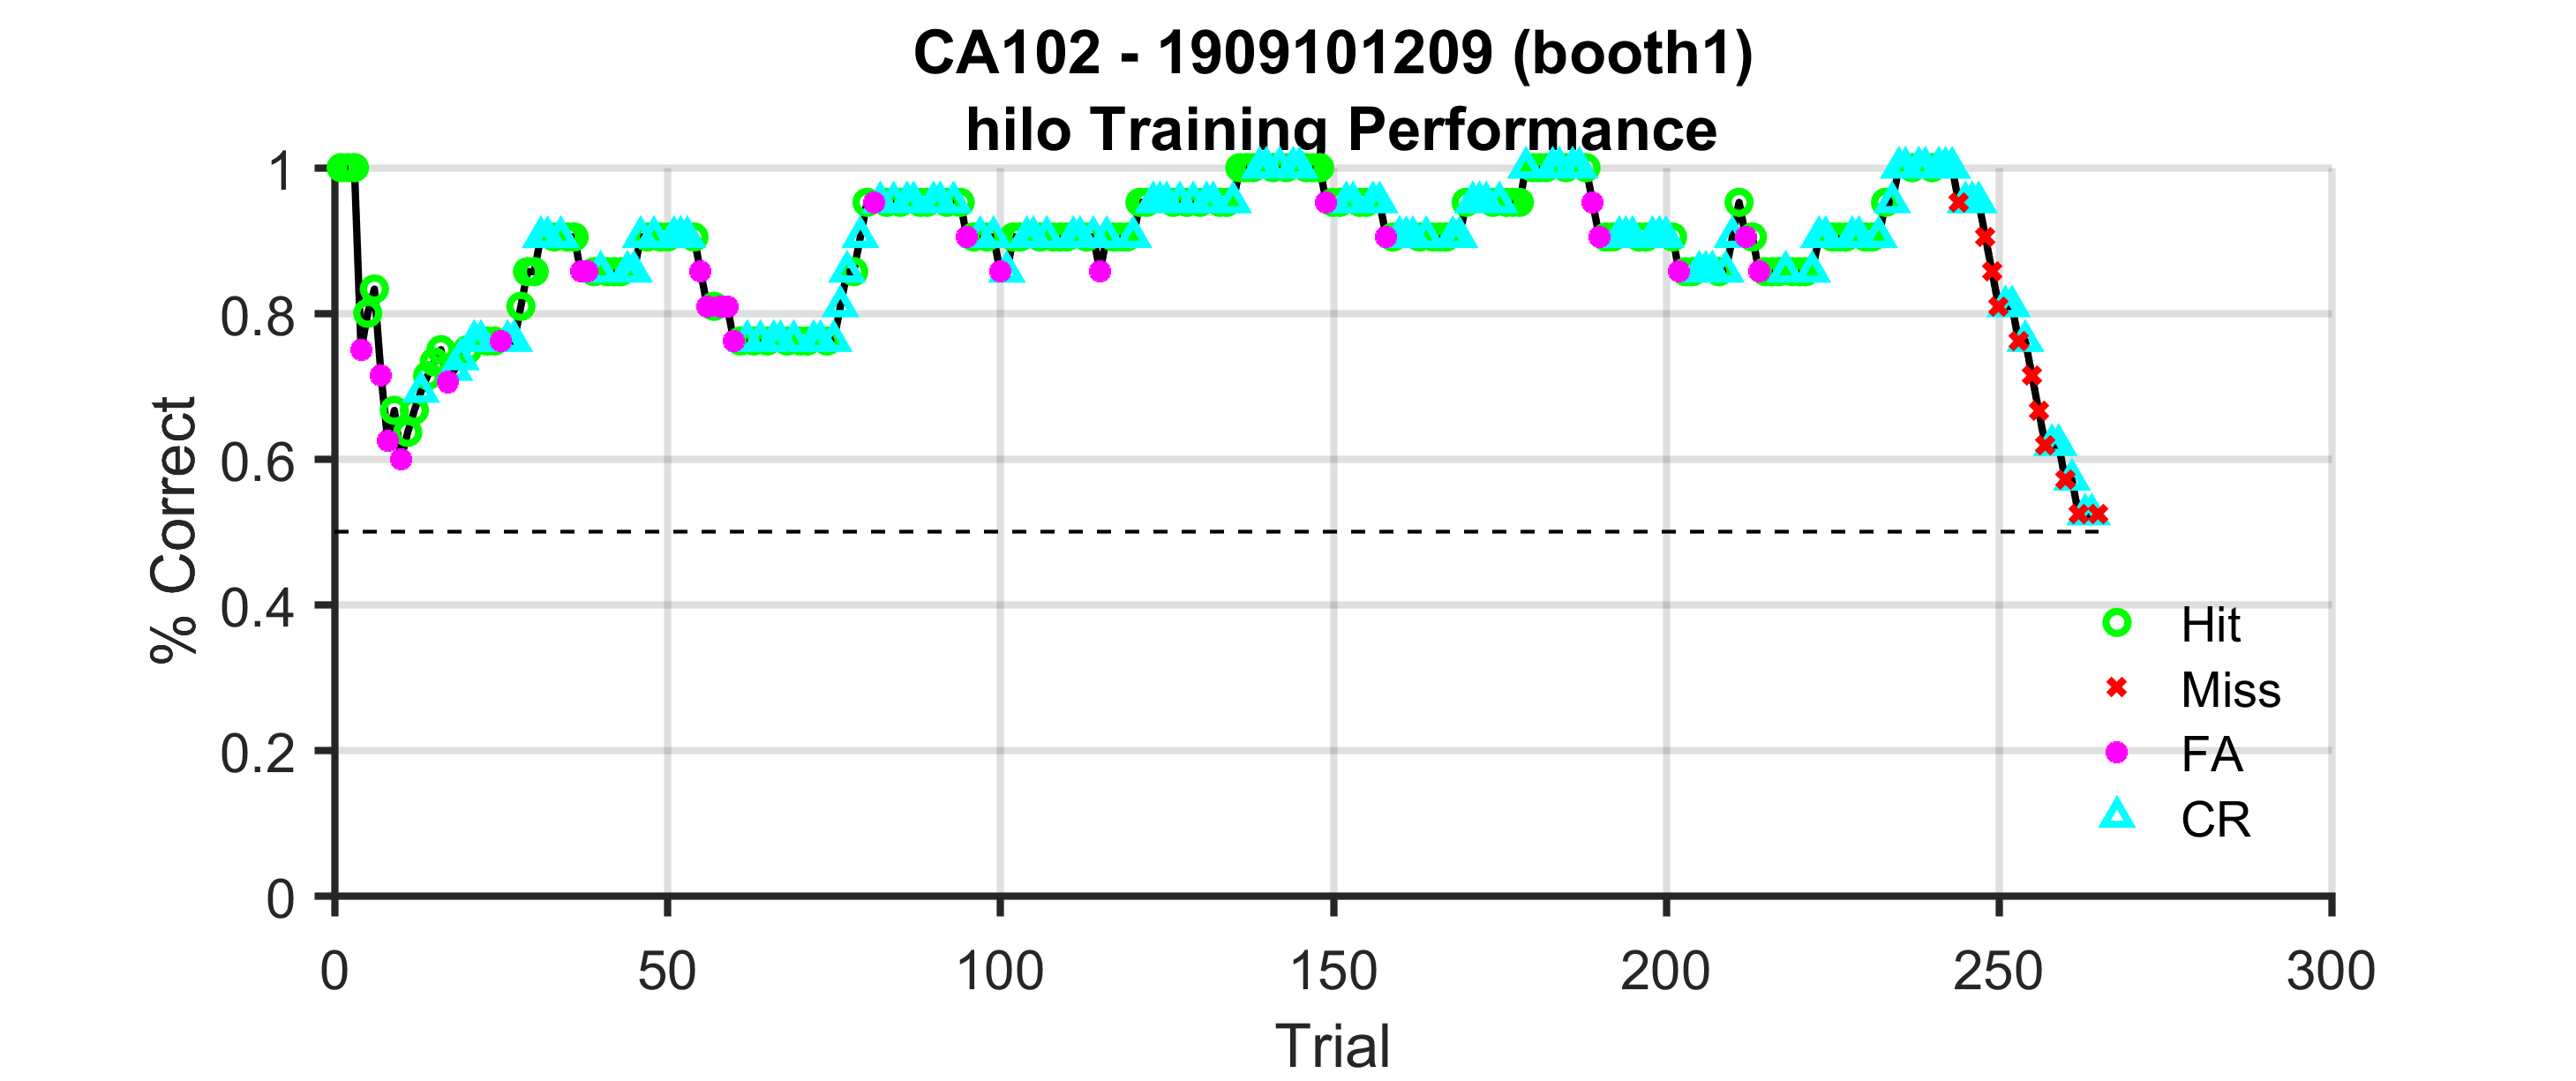 CA102 - 1909101209 (booth1)
hilo Training Performance
% Correct
1
0.8
0.6
0.4
0.2
0
0 50 100 150 200 250 300
Trial
Hit
Miss
FA
CR